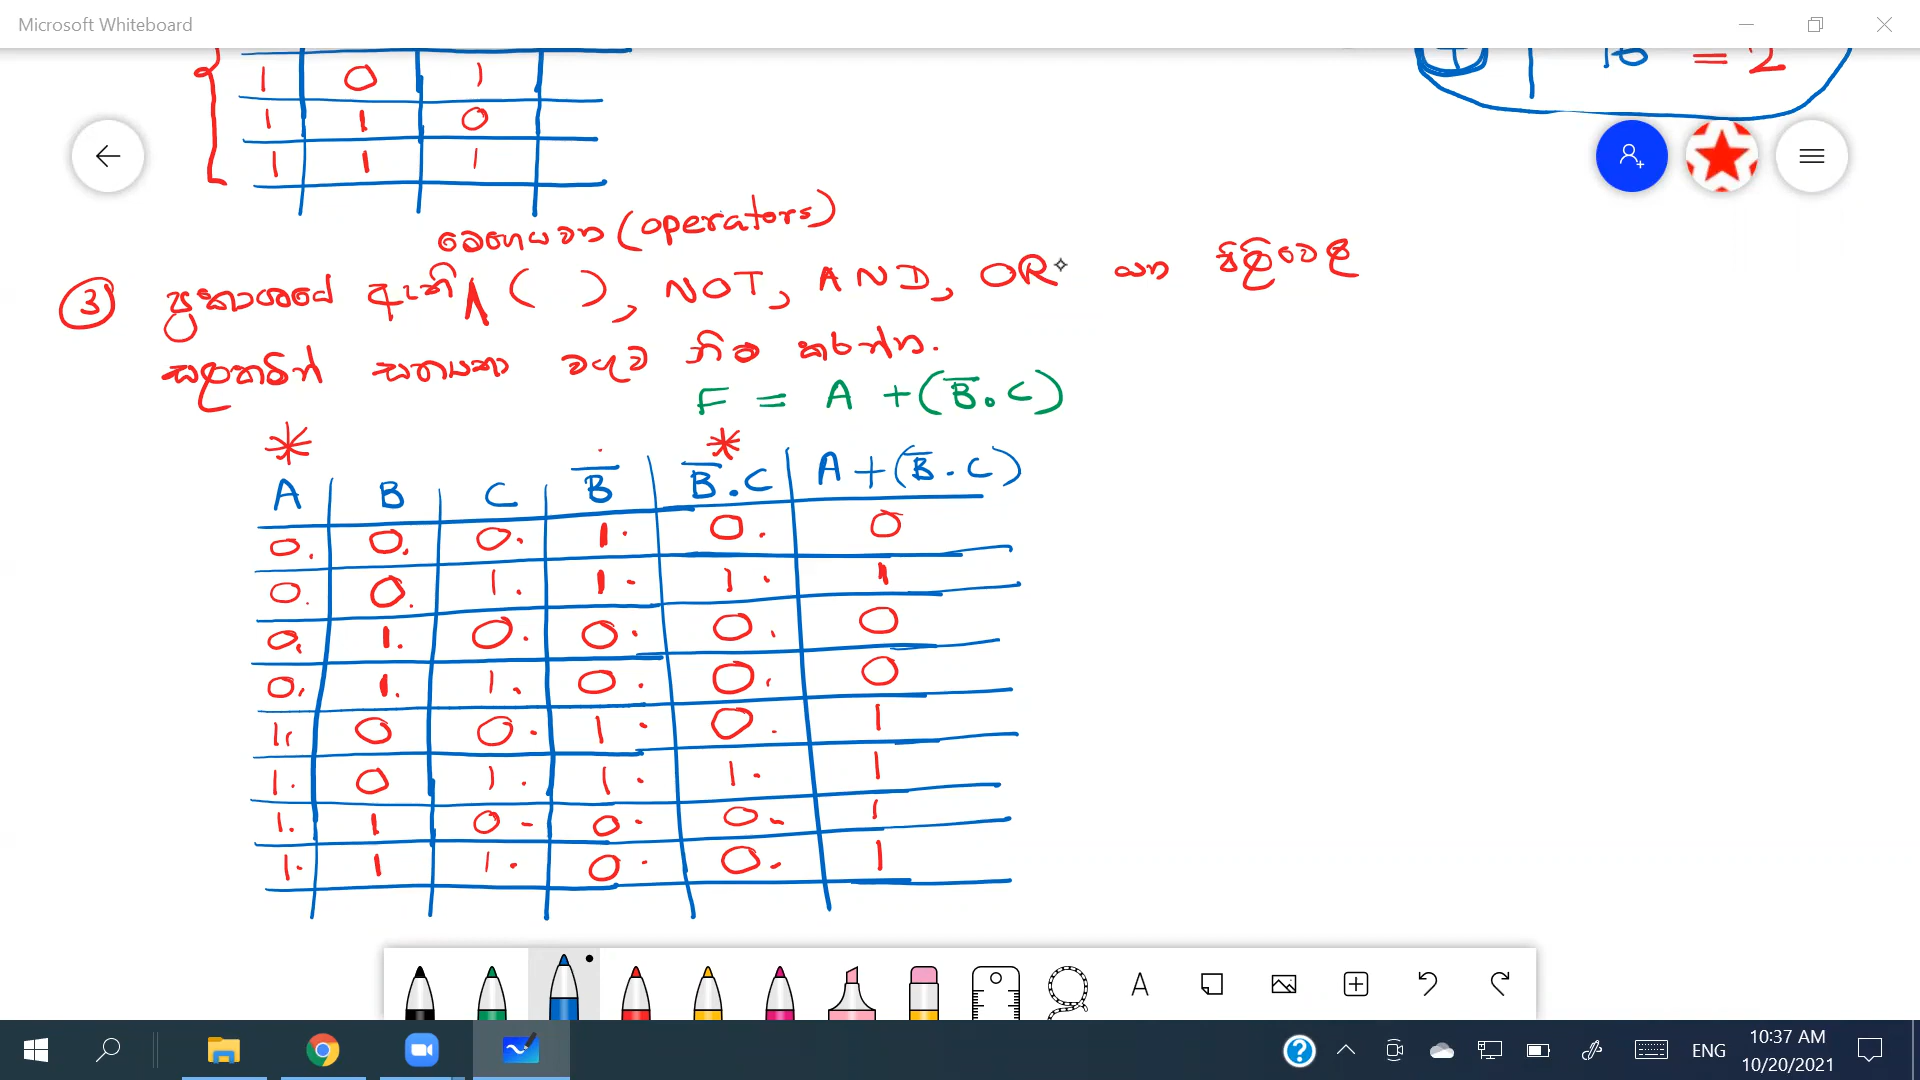 Microsoft Whiteboard
10 = 2
1 0 1
1 1 0
1 1 1
(operators)
③ ප්‍රකාශයේ ඇති ( ), NOT, AND, OR යන පිළිවෙළ
සලකමින් සත්‍යතා වගුව නිම කරන්න.
F = A + (B̅.C)
* *
A B C B̅ B̅.C A + (B̅.C)
0. 0. 0. 1. 0. 0
0. 0. 1. 1. 1. 1
0. 1. 0. 0. 0. 0
0. 1. 1. 0. 0. 0
1. 0 0. 1. 0. 1
1. 0 1. 1. 1. 1
1. 1 0. 0. 0. 1
1. 1 1. 0. 0. 1
ENG
10:37 AM
10/20/2021